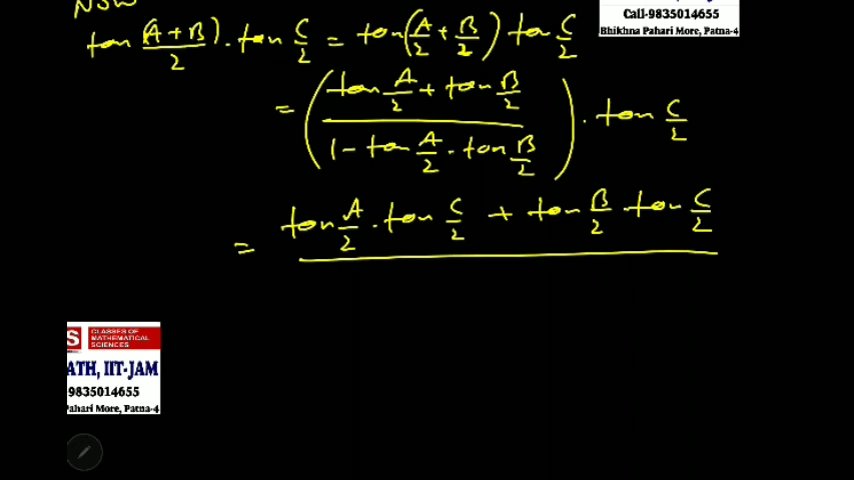 Now
Call-9835014655
Bhikhna Pahari More, Patna-4
tan (A+B)/2 . tan C/2 = tan(A/2 + B/2) tan C/2
= ( (tan A/2 + tan B/2) / (1 - tan A/2 . tan B/2) ) . tan C/2
= tan A/2 . tan C/2 + tan B/2 . tan C/2
S CLASSES OF
MATHEMATICAL
SCIENCES
ATH, IIT-JAM
9835014655
Pahari More, Patna-4